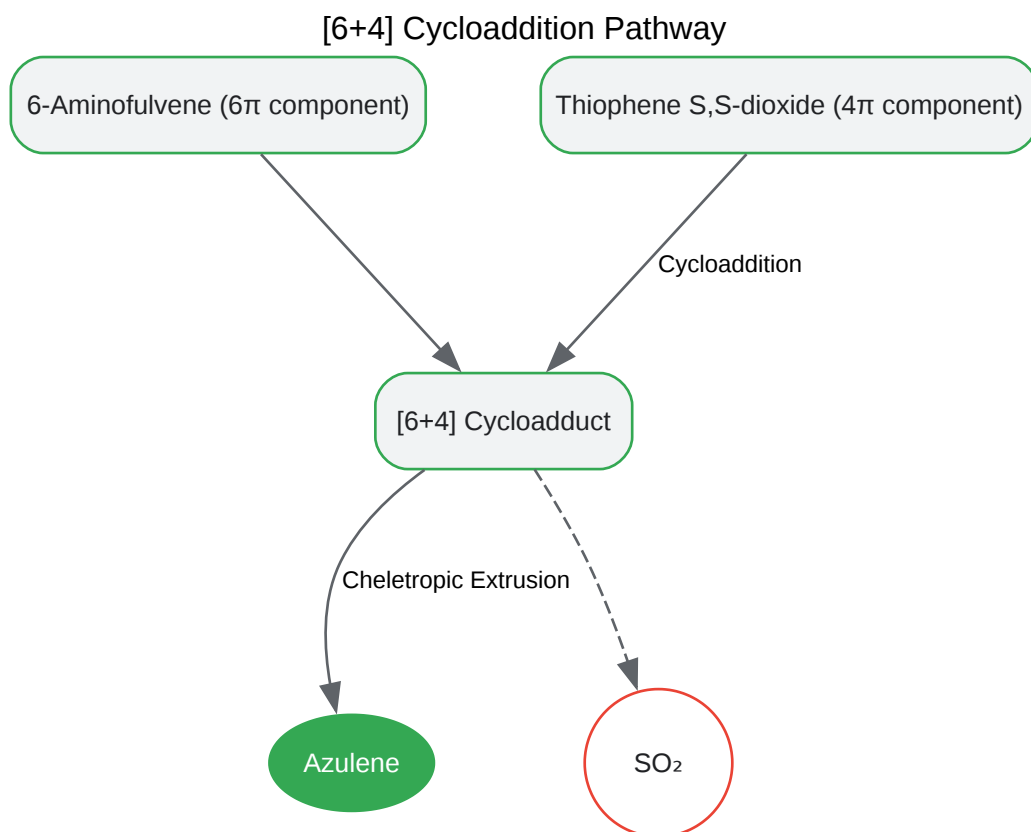 [6+4] Cycloaddition Pathway
6-Aminofulvene (6π component)
Thiophene S,S-dioxide (4π component)
Cycloaddition
[6+4] Cycloadduct
Cheletropic Extrusion
Azulene
SO₂